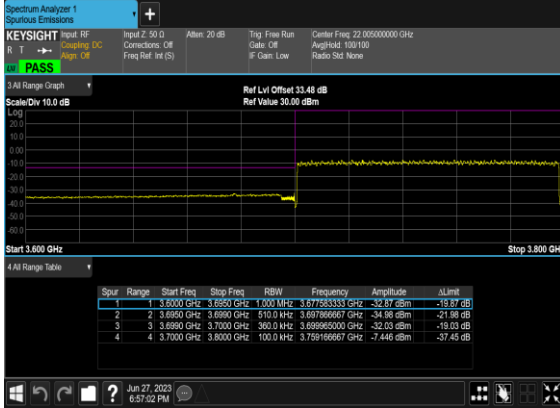 Spectrum Analyzer 1
Spurious Emissions
+
KEYSIGHT Input: RF Input Z: 50 Ω Atten: 20 dB Trig: Free Run Center Freq: 22.005000000 GHz
R T Coupling: DC Corrections: Off Gate: Off Avg|Hold: 100/100
Align: Off Freq Ref: Int (S) IF Gain: Low Radio Std: None
PASS
3 All Range Graph
Ref Lvl Offset 33.48 dB
Scale/Div 10.0 dB Ref Value 30.00 dBm
Log
20.0
10.0
0.00
-10.0
-20.0
-30.0
-40.0
-50.0
-60.0
Start 3.600 GHz Stop 3.800 GH
4 All Range Table
Spur Range Start Freq Stop Freq RBW Frequency Amplitude ΔLimit
1 1 3.6000 GHz 3.6950 GHz 1.000 MHz 3.677583333 GHz -32.87 dBm -19.87 dB
2 2 3.6950 GHz 3.6990 GHz 510.0 kHz 3.697866667 GHz -34.98 dBm -21.98 dB
3 3 3.6990 GHz 3.7000 GHz 360.0 kHz 3.699965000 GHz -32.03 dBm -19.03 dB
4 4 3.7000 GHz 3.8000 GHz 100.0 kHz 3.759166667 GHz -7.446 dBm -37.45 dB
? Jun 27, 2023
6:57:02 PM